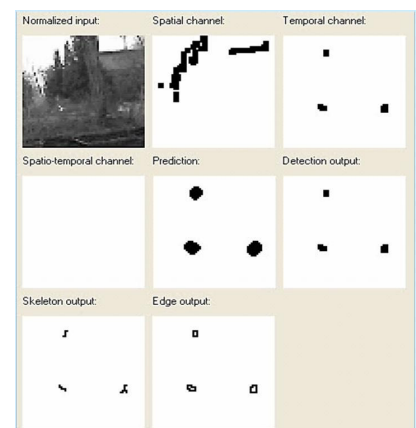 Normalized input: Spatial channel: Temporal channel:
Spatio-temporal channel: Prediction: Detection output:
Skeleton output: Edge output: